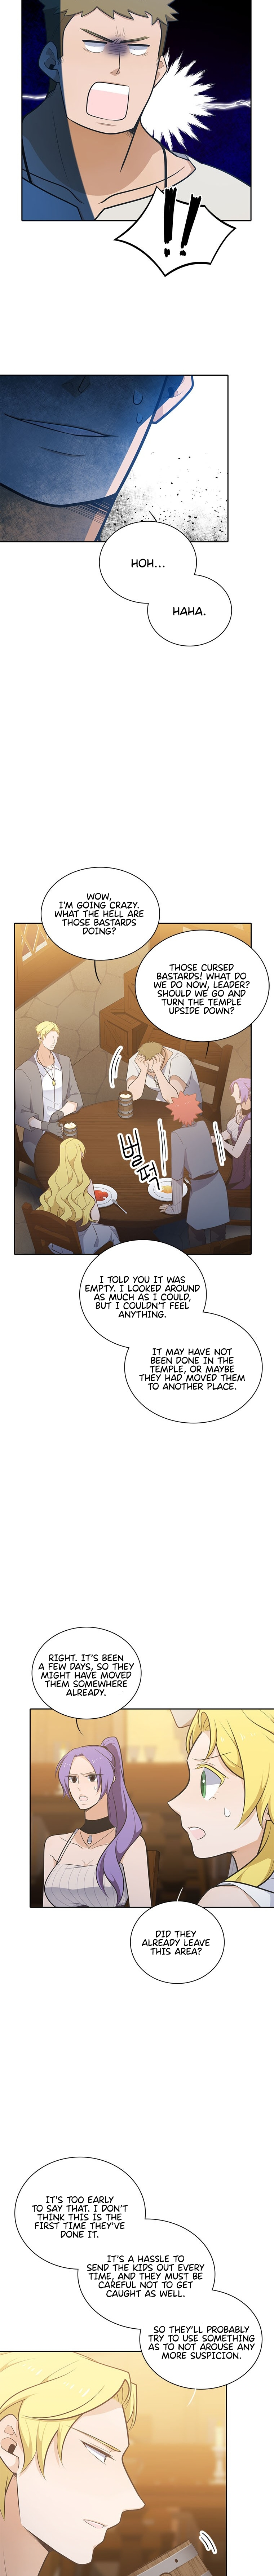 !!
HOH...
HAHA.
WOW,
I'M GOING CRAZY.
WHAT THE HELL ARE
THOSE BASTARDS
DOING?
THOSE CURSED
BASTARDS! WHAT DO
WE DO NOW, LEADER?
SHOULD WE GO AND
TURN THE TEMPLE
UPSIDE DOWN?
벌떡
I TOLD YOU IT WAS
EMPTY. I LOOKED AROUND
AS MUCH AS I COULD,
BUT I COULDN'T FEEL
ANYTHING.
IT MAY HAVE NOT
BEEN DONE IN THE
TEMPLE, OR MAYBE
THEY HAD MOVED THEM
TO ANOTHER PLACE.
RIGHT. IT'S BEEN
A FEW DAYS, SO THEY
MIGHT HAVE MOVED
THEM SOMEWHERE
ALREADY.
DID THEY
ALREADY LEAVE
THIS AREA?
IT'S TOO EARLY
TO SAY THAT. I DON'T
THINK THIS IS THE
FIRST TIME THEY'VE
DONE IT.
IT'S A HASSLE TO
SEND THE KIDS OUT EVERY
TIME, AND THEY MUST BE
CAREFUL NOT TO GET
CAUGHT AS WELL.
SO THEY'LL PROBABLY
TRY TO USE SOMETHING
AS TO NOT AROUSE ANY
MORE SUSPICION.